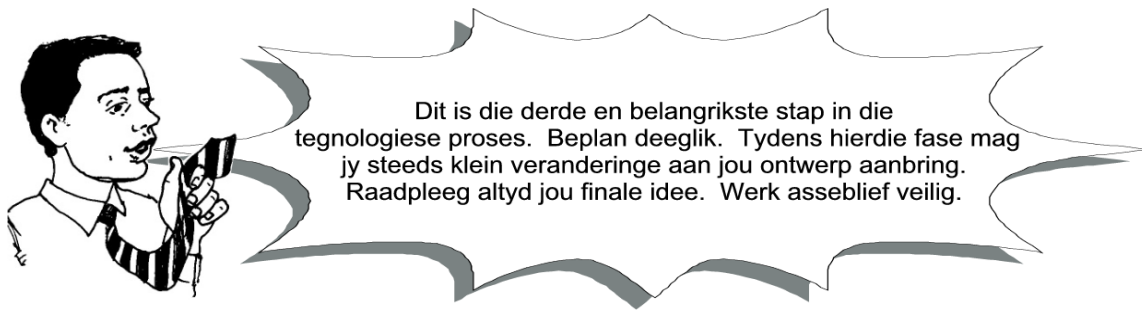 Dit is die derde en belangrikste stap in die
tegnologiese proses.  Beplan deeglik.  Tydens hierdie fase mag
jy steeds klein veranderinge aan jou ontwerp aanbring.
Raadpleeg altyd jou finale idee.  Werk asseblief veilig.